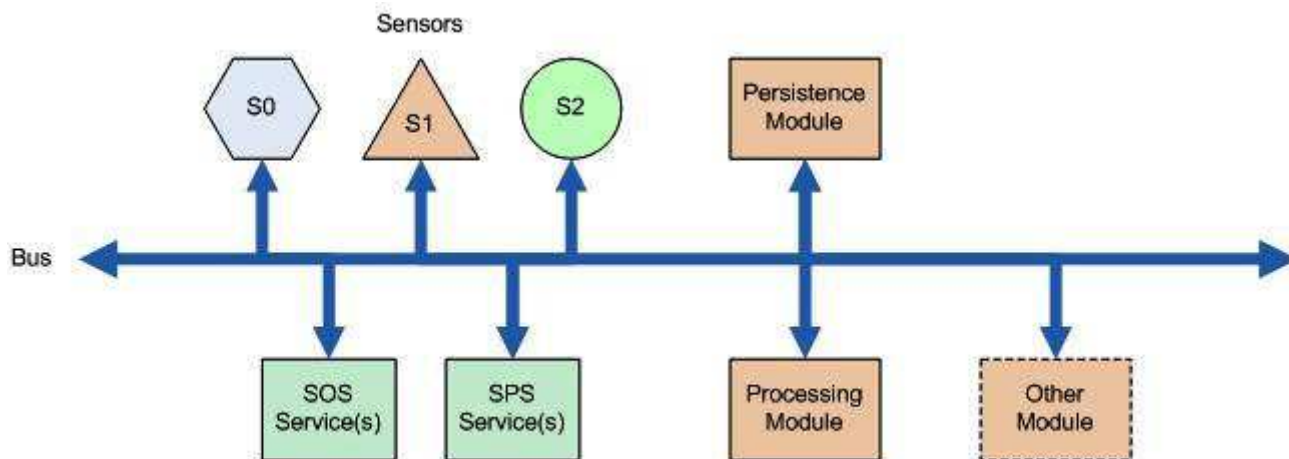 Sensors
S0
S1
S2
Persistence
Module
Bus
SOS
Service(s)
SPS
Service(s)
Processing
Module
Other
Module